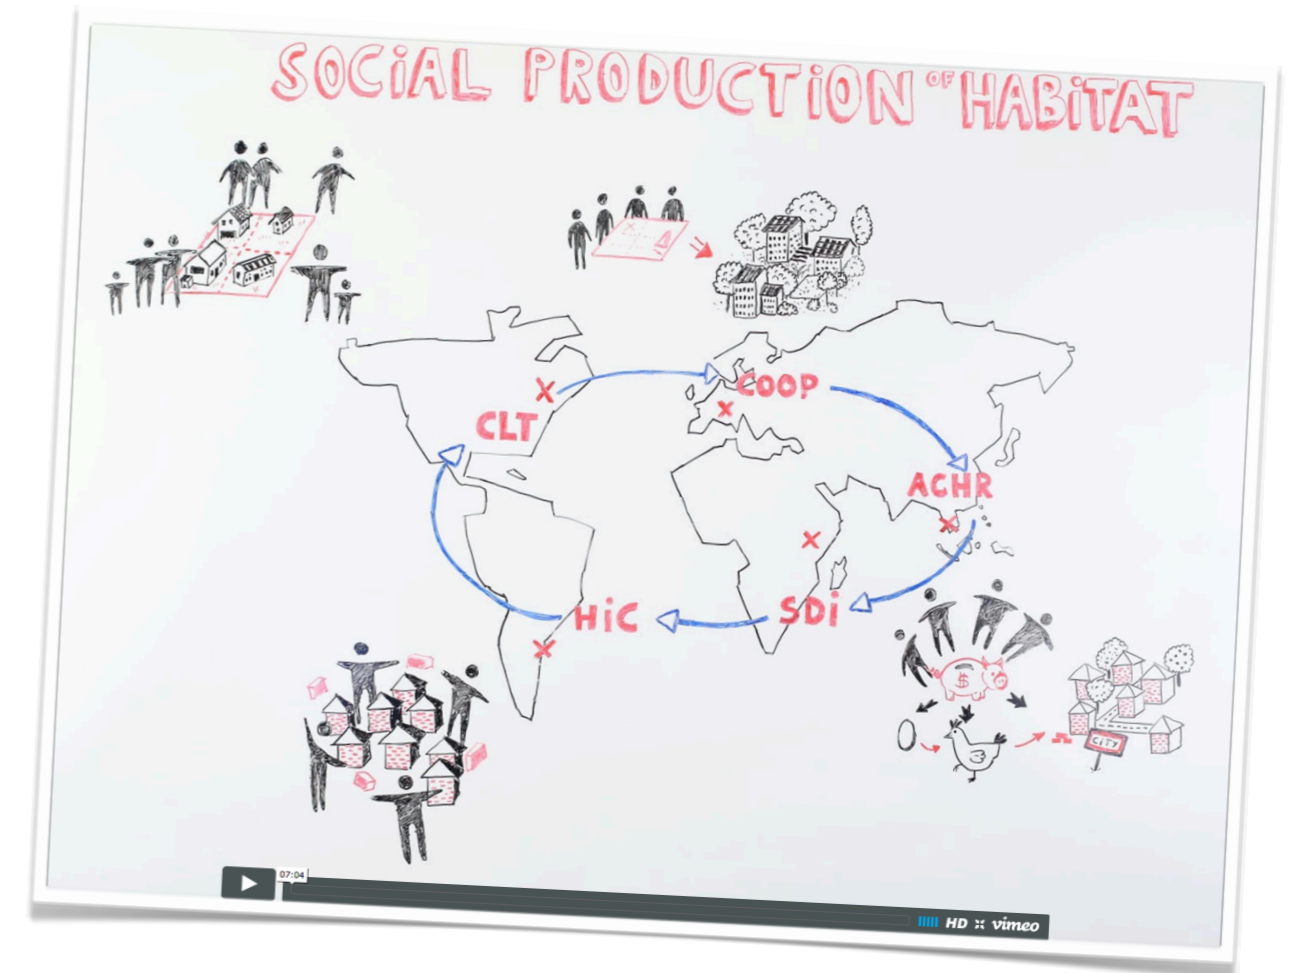 SOCiAL PRODUCTiON OF HABiTAT
COOP
CLT
ACHR
HiC
SDi
$
CiTY
07:04
HD vimeo